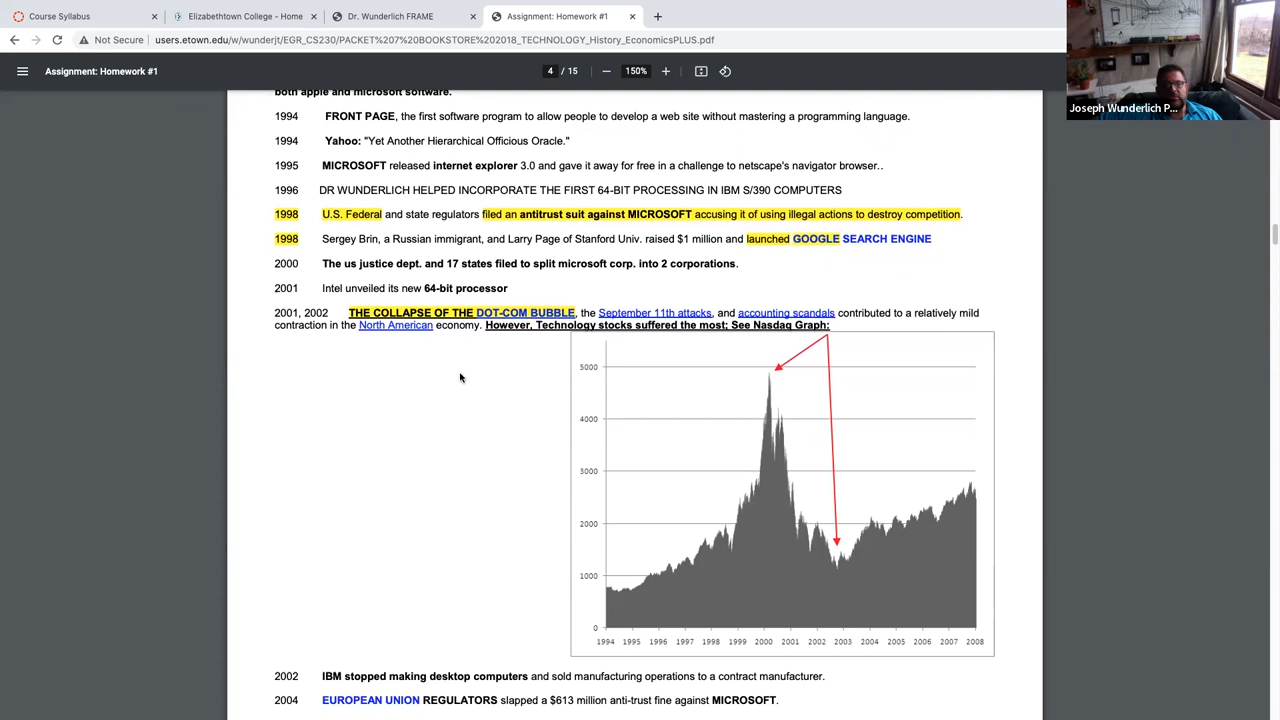 Course Syllabus
Elizabethtown College - Home
Dr. Wunderlich FRAME
Assignment: Homework #1
Not Secure
users.etown.edu/w/wunderjt/EGR_CS230/PACKET%207%20BOOKSTORE%202018_TECHNOLOGY_History_EconomicsPLUS.pdf
Assignment: Homework #1
4 / 15
150%
Joseph Wunderlich P...
both apple and microsoft software.
1994 FRONT PAGE, the first software program to allow people to develop a web site without mastering a programming language.
1994 Yahoo: "Yet Another Hierarchical Officious Oracle."
1995 MICROSOFT released internet explorer 3.0 and gave it away for free in a challenge to netscape's navigator browser..
1996 DR WUNDERLICH HELPED INCORPORATE THE FIRST 64-BIT PROCESSING IN IBM S/390 COMPUTERS
1998 U.S. Federal and state regulators filed an antitrust suit against MICROSOFT accusing it of using illegal actions to destroy competition.
1998 Sergey Brin, a Russian immigrant, and Larry Page of Stanford Univ. raised $1 million and launched GOOGLE SEARCH ENGINE
2000 The us justice dept. and 17 states filed to split microsoft corp. into 2 corporations.
2001 Intel unveiled its new 64-bit processor
2001, 2002 THE COLLAPSE OF THE DOT-COM BUBBLE, the September 11th attacks, and accounting scandals contributed to a relatively mild
contraction in the North American economy. However, Technology stocks suffered the most; See Nasdaq Graph:
5000
4000
3000
2000
1000
0
1994 1995 1996 1997 1998 1999 2000 2001 2002 2003 2004 2005 2006 2007 2008
2002 IBM stopped making desktop computers and sold manufacturing operations to a contract manufacturer.
2004 EUROPEAN UNION REGULATORS slapped a $613 million anti-trust fine against MICROSOFT.